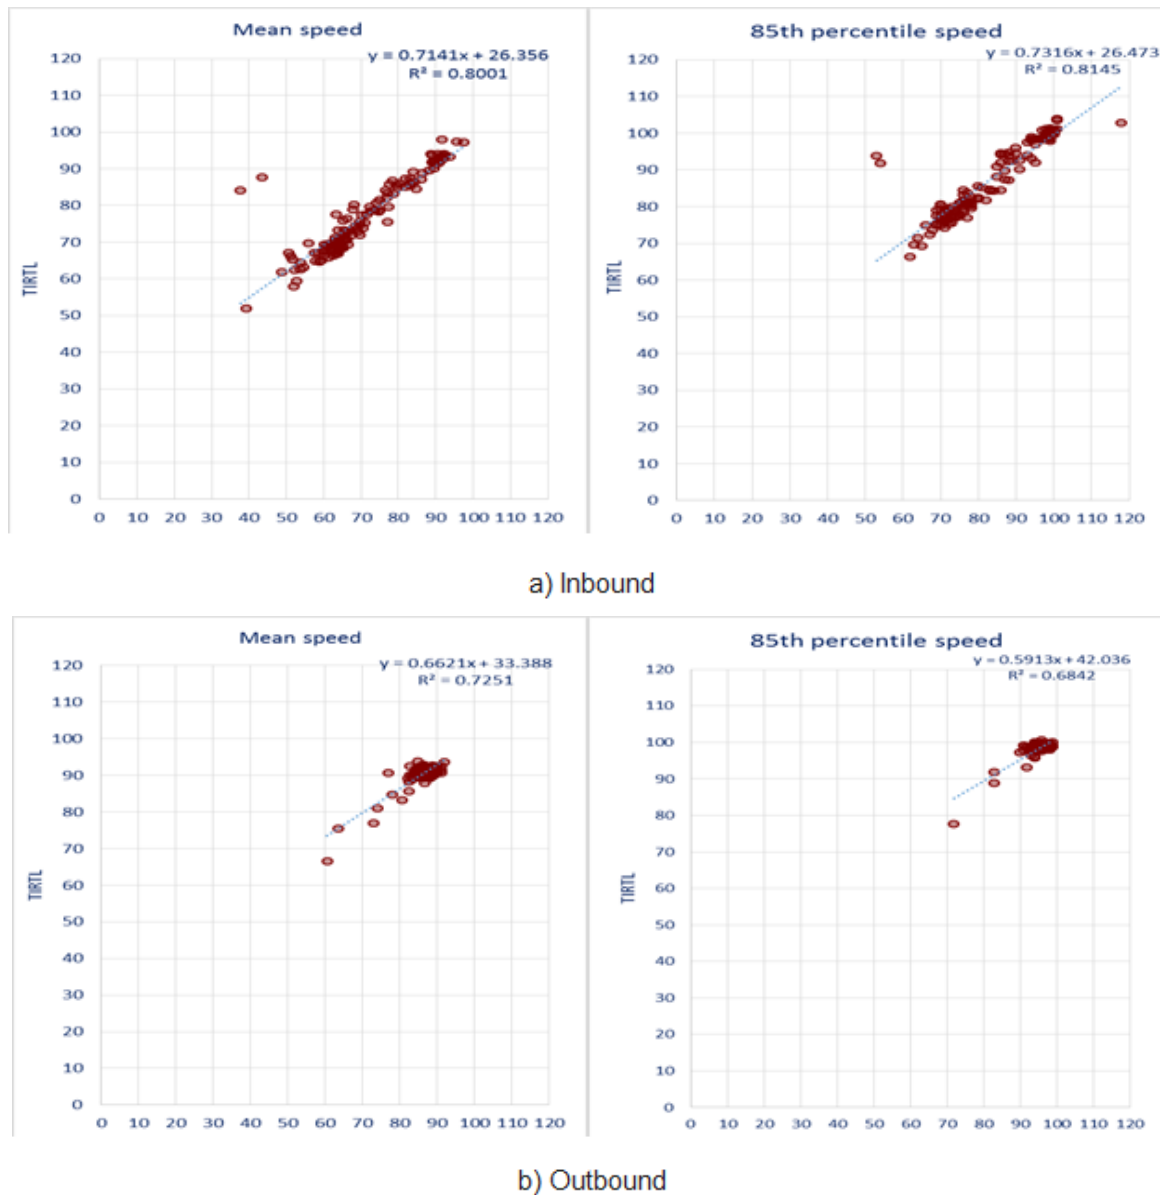 Mean speed
y = 0.7141x + 26.356
R² = 0.8001
120
110
100
90
80
70
60
50
40
30
20
10
0
TIRTL
0 10 20 30 40 50 60 70 80 90 100 110 120
85th percentile speed
y = 0.7316x + 26.473
R² = 0.8145
120
110
100
90
80
70
60
50
40
30
20
10
0
TIRTL
0 10 20 30 40 50 60 70 80 90 100 110 120
a) Inbound
Mean speed
y = 0.6621x + 33.388
R² = 0.7251
120
110
100
90
80
70
60
50
40
30
20
10
0
TIRTL
0 10 20 30 40 50 60 70 80 90 100 110 120
85th percentile speed
y = 0.5913x + 42.036
R² = 0.6842
120
110
100
90
80
70
60
50
40
30
20
10
0
TIRTL
0 10 20 30 40 50 60 70 80 90 100 110 120
b) Outbound